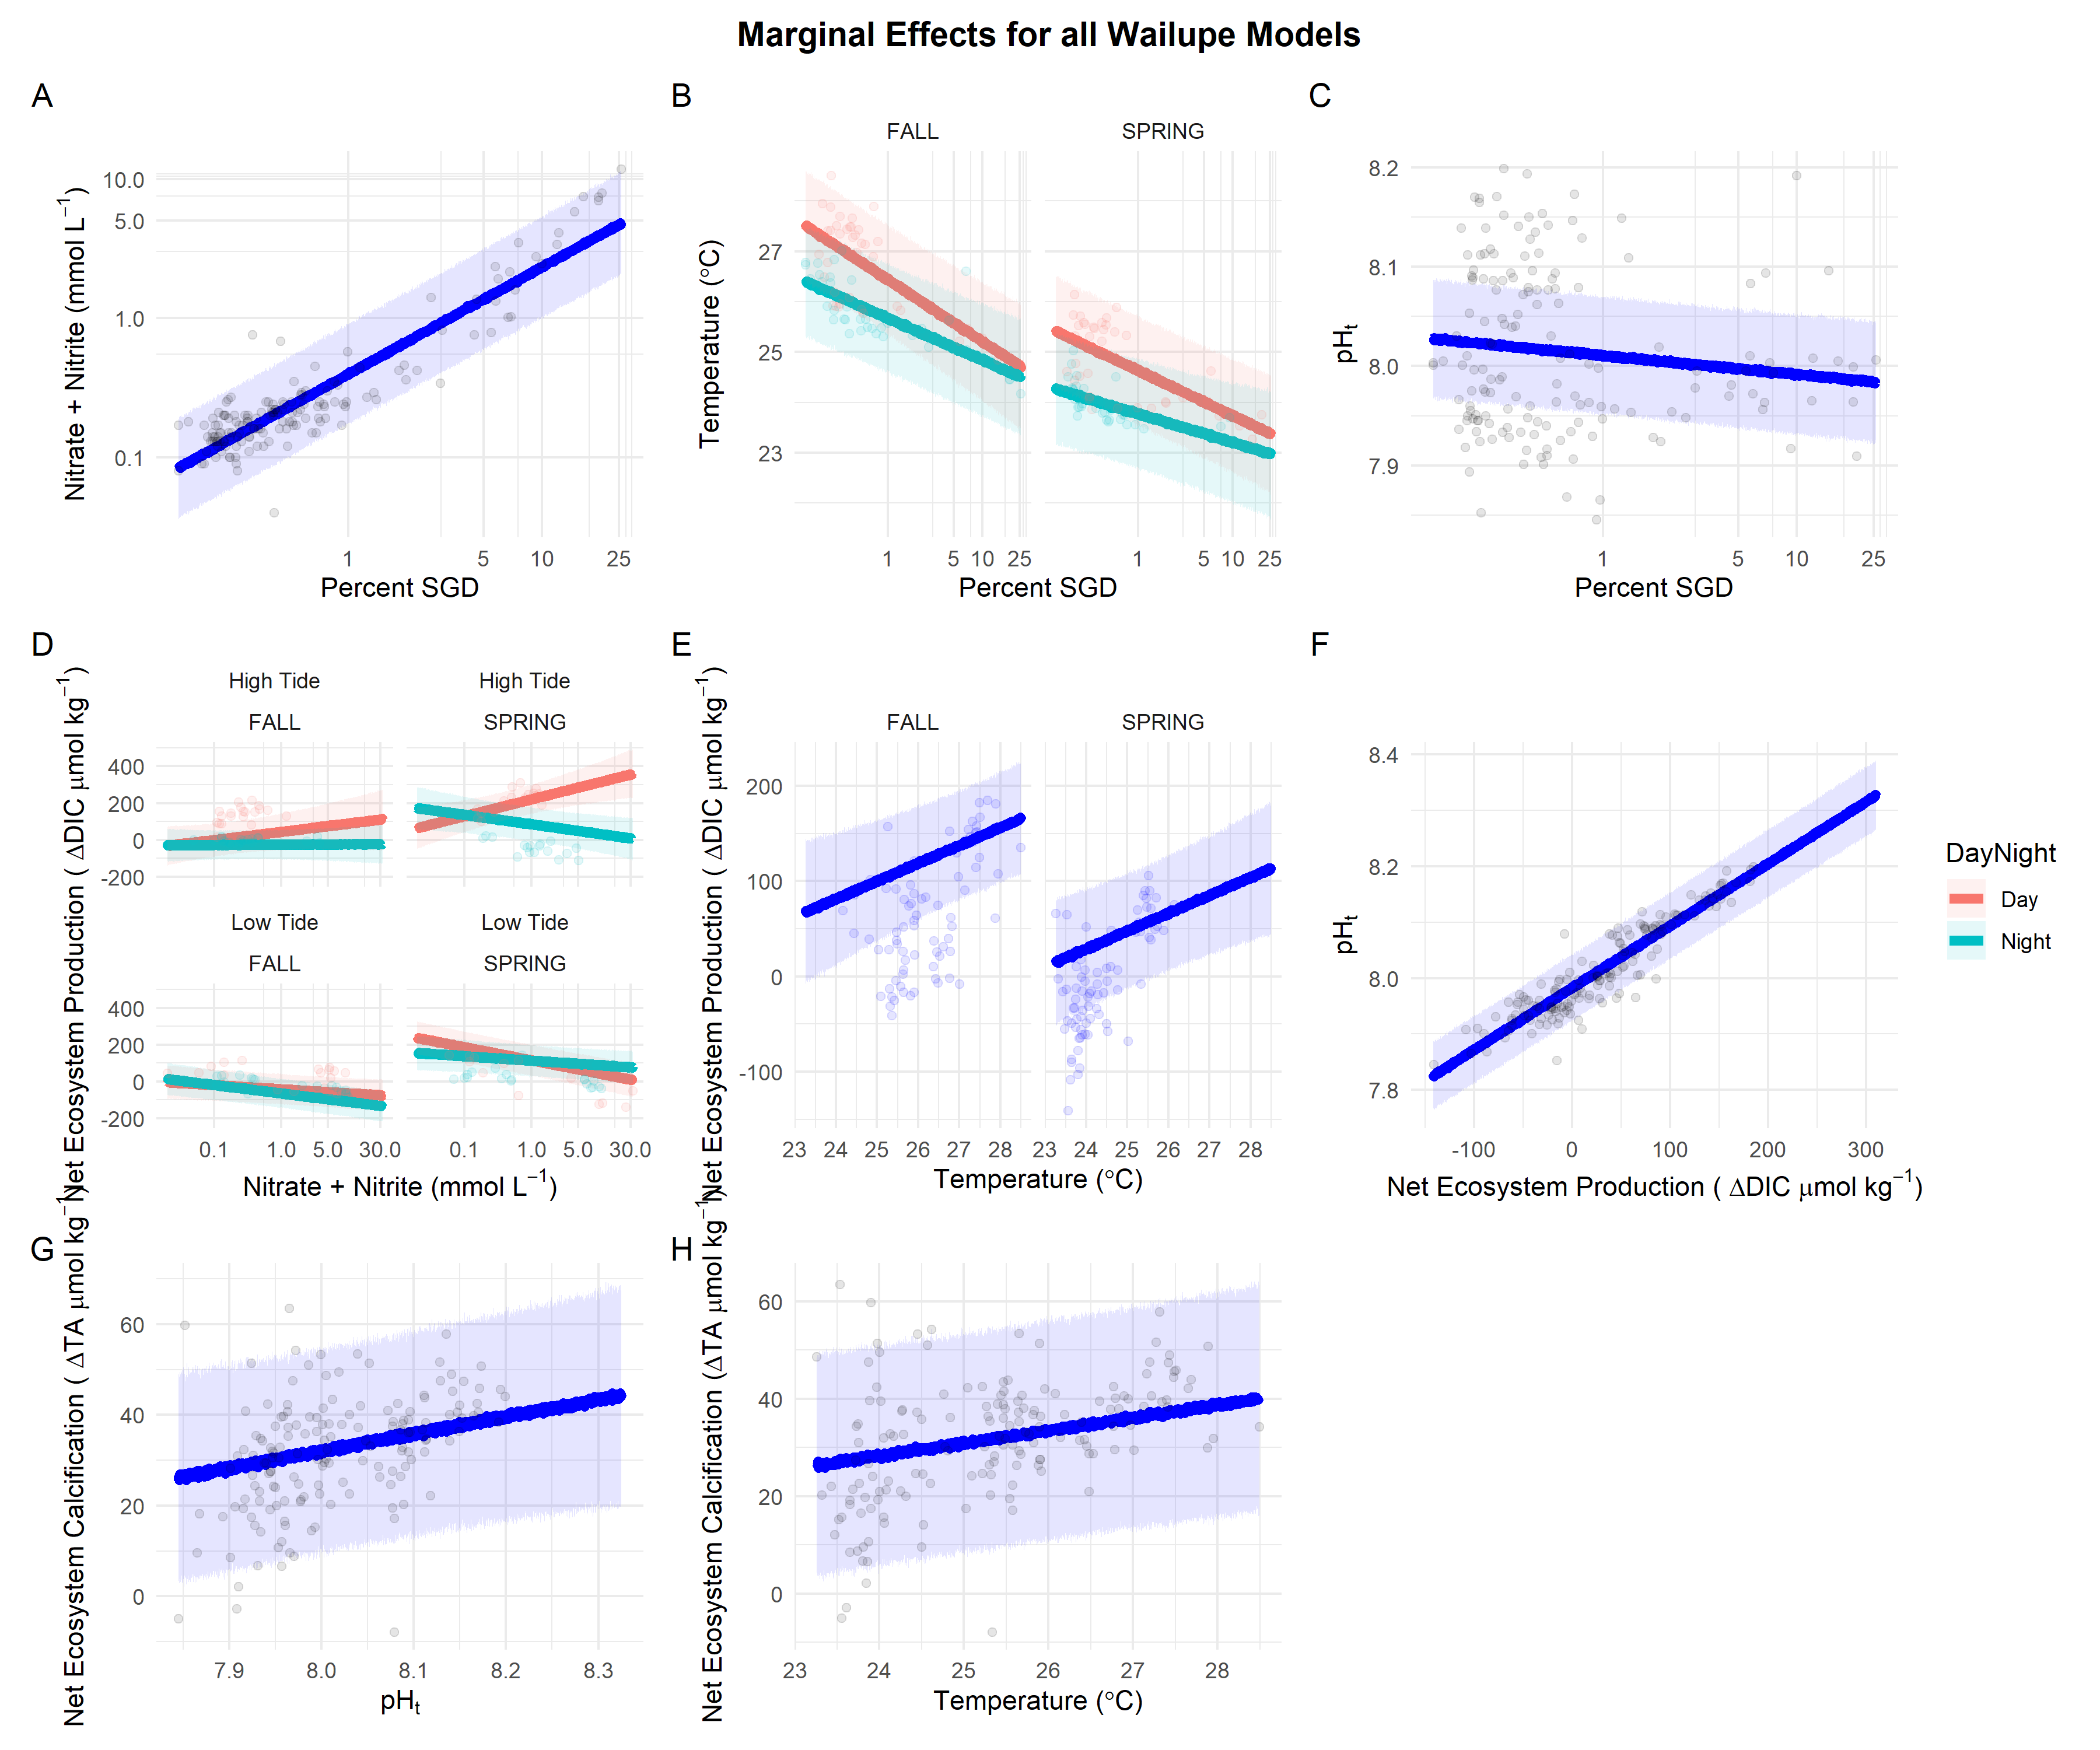 Marginal Effects for all Wailupe Models
A
Nitrate + Nitrite (mmol L⁻¹)
10.0
5.0
1.0
0.1
1 5 10 25
Percent SGD
B
FALL SPRING
Temperature (°C)
27
25
23
1 5 10 25 1 5 10 25
Percent SGD
C
pHₜ
8.2
8.1
8.0
7.9
1 5 10 25
Percent SGD
D
Net Ecosystem Production ( ΔDIC μmol kg⁻¹)
High Tide High Tide
FALL SPRING
400
200
0
-200
Low Tide Low Tide
FALL SPRING
400
200
0
-200
0.1 1.0 5.0 30.0 0.1 1.0 5.0 30.0
Nitrate + Nitrite (mmol L⁻¹)
E
Net Ecosystem Production ( ΔDIC μmol kg⁻¹)
FALL SPRING
200
100
0
-100
23 24 25 26 27 28 23 24 25 26 27 28
Temperature (°C)
F
pHₜ
8.4
8.2
8.0
7.8
-100 0 100 200 300
Net Ecosystem Production ( ΔDIC μmol kg⁻¹)
DayNight
Day
Night
G
Net Ecosystem Calcification ( ΔTA μmol kg⁻¹)
60
40
20
0
7.9 8.0 8.1 8.2 8.3
pHₜ
H
Net Ecosystem Calcification (ΔTA μmol kg⁻¹)
60
40
20
0
23 24 25 26 27 28
Temperature (°C)